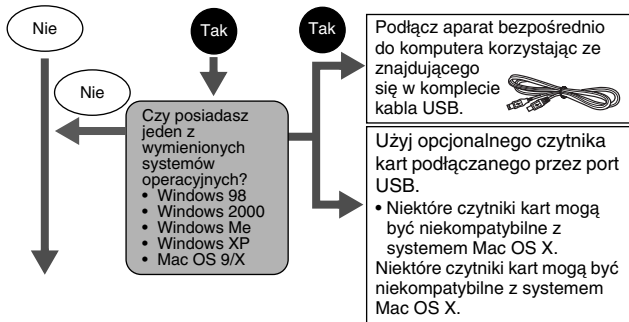 Nie
Tak
Tak
Nie
Czy posiadasz
jeden z
wymienionych
systemów
operacyjnych?
• Windows 98
• Windows 2000
• Windows Me
• Windows XP
• Mac OS 9/X
Podłącz aparat bezpośrednio
do komputera korzystając ze
znajdującego
się w komplecie
kabla USB.
Użyj opcjonalnego czytnika
kart podłączanego przez port
USB.
• Niektóre czytniki kart mogą
być niekompatybilne z
systemem Mac OS X.
Niektóre czytniki kart mogą być
niekompatybilne z systemem
Mac OS X.